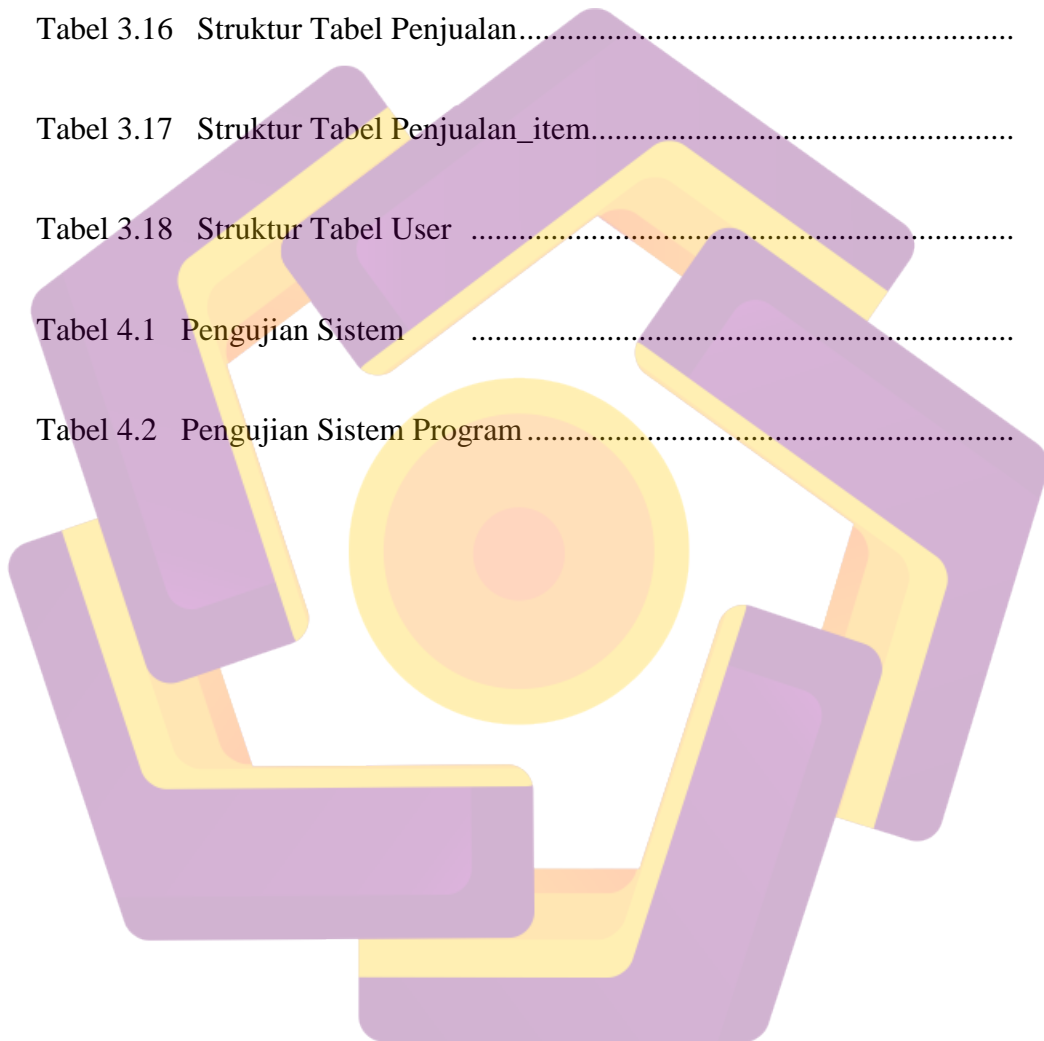 Tabel 3.16 Struktur Tabel Penjualan............................................................
Tabel 3.17 Struktur Tabel Penjualan_item...................................................
Tabel 3.18 Struktur Tabel User ..................................................................
Tabel 4.1 Pengujian Sistem ..................................................................
Tabel 4.2 Pengujian Sistem Program...........................................................